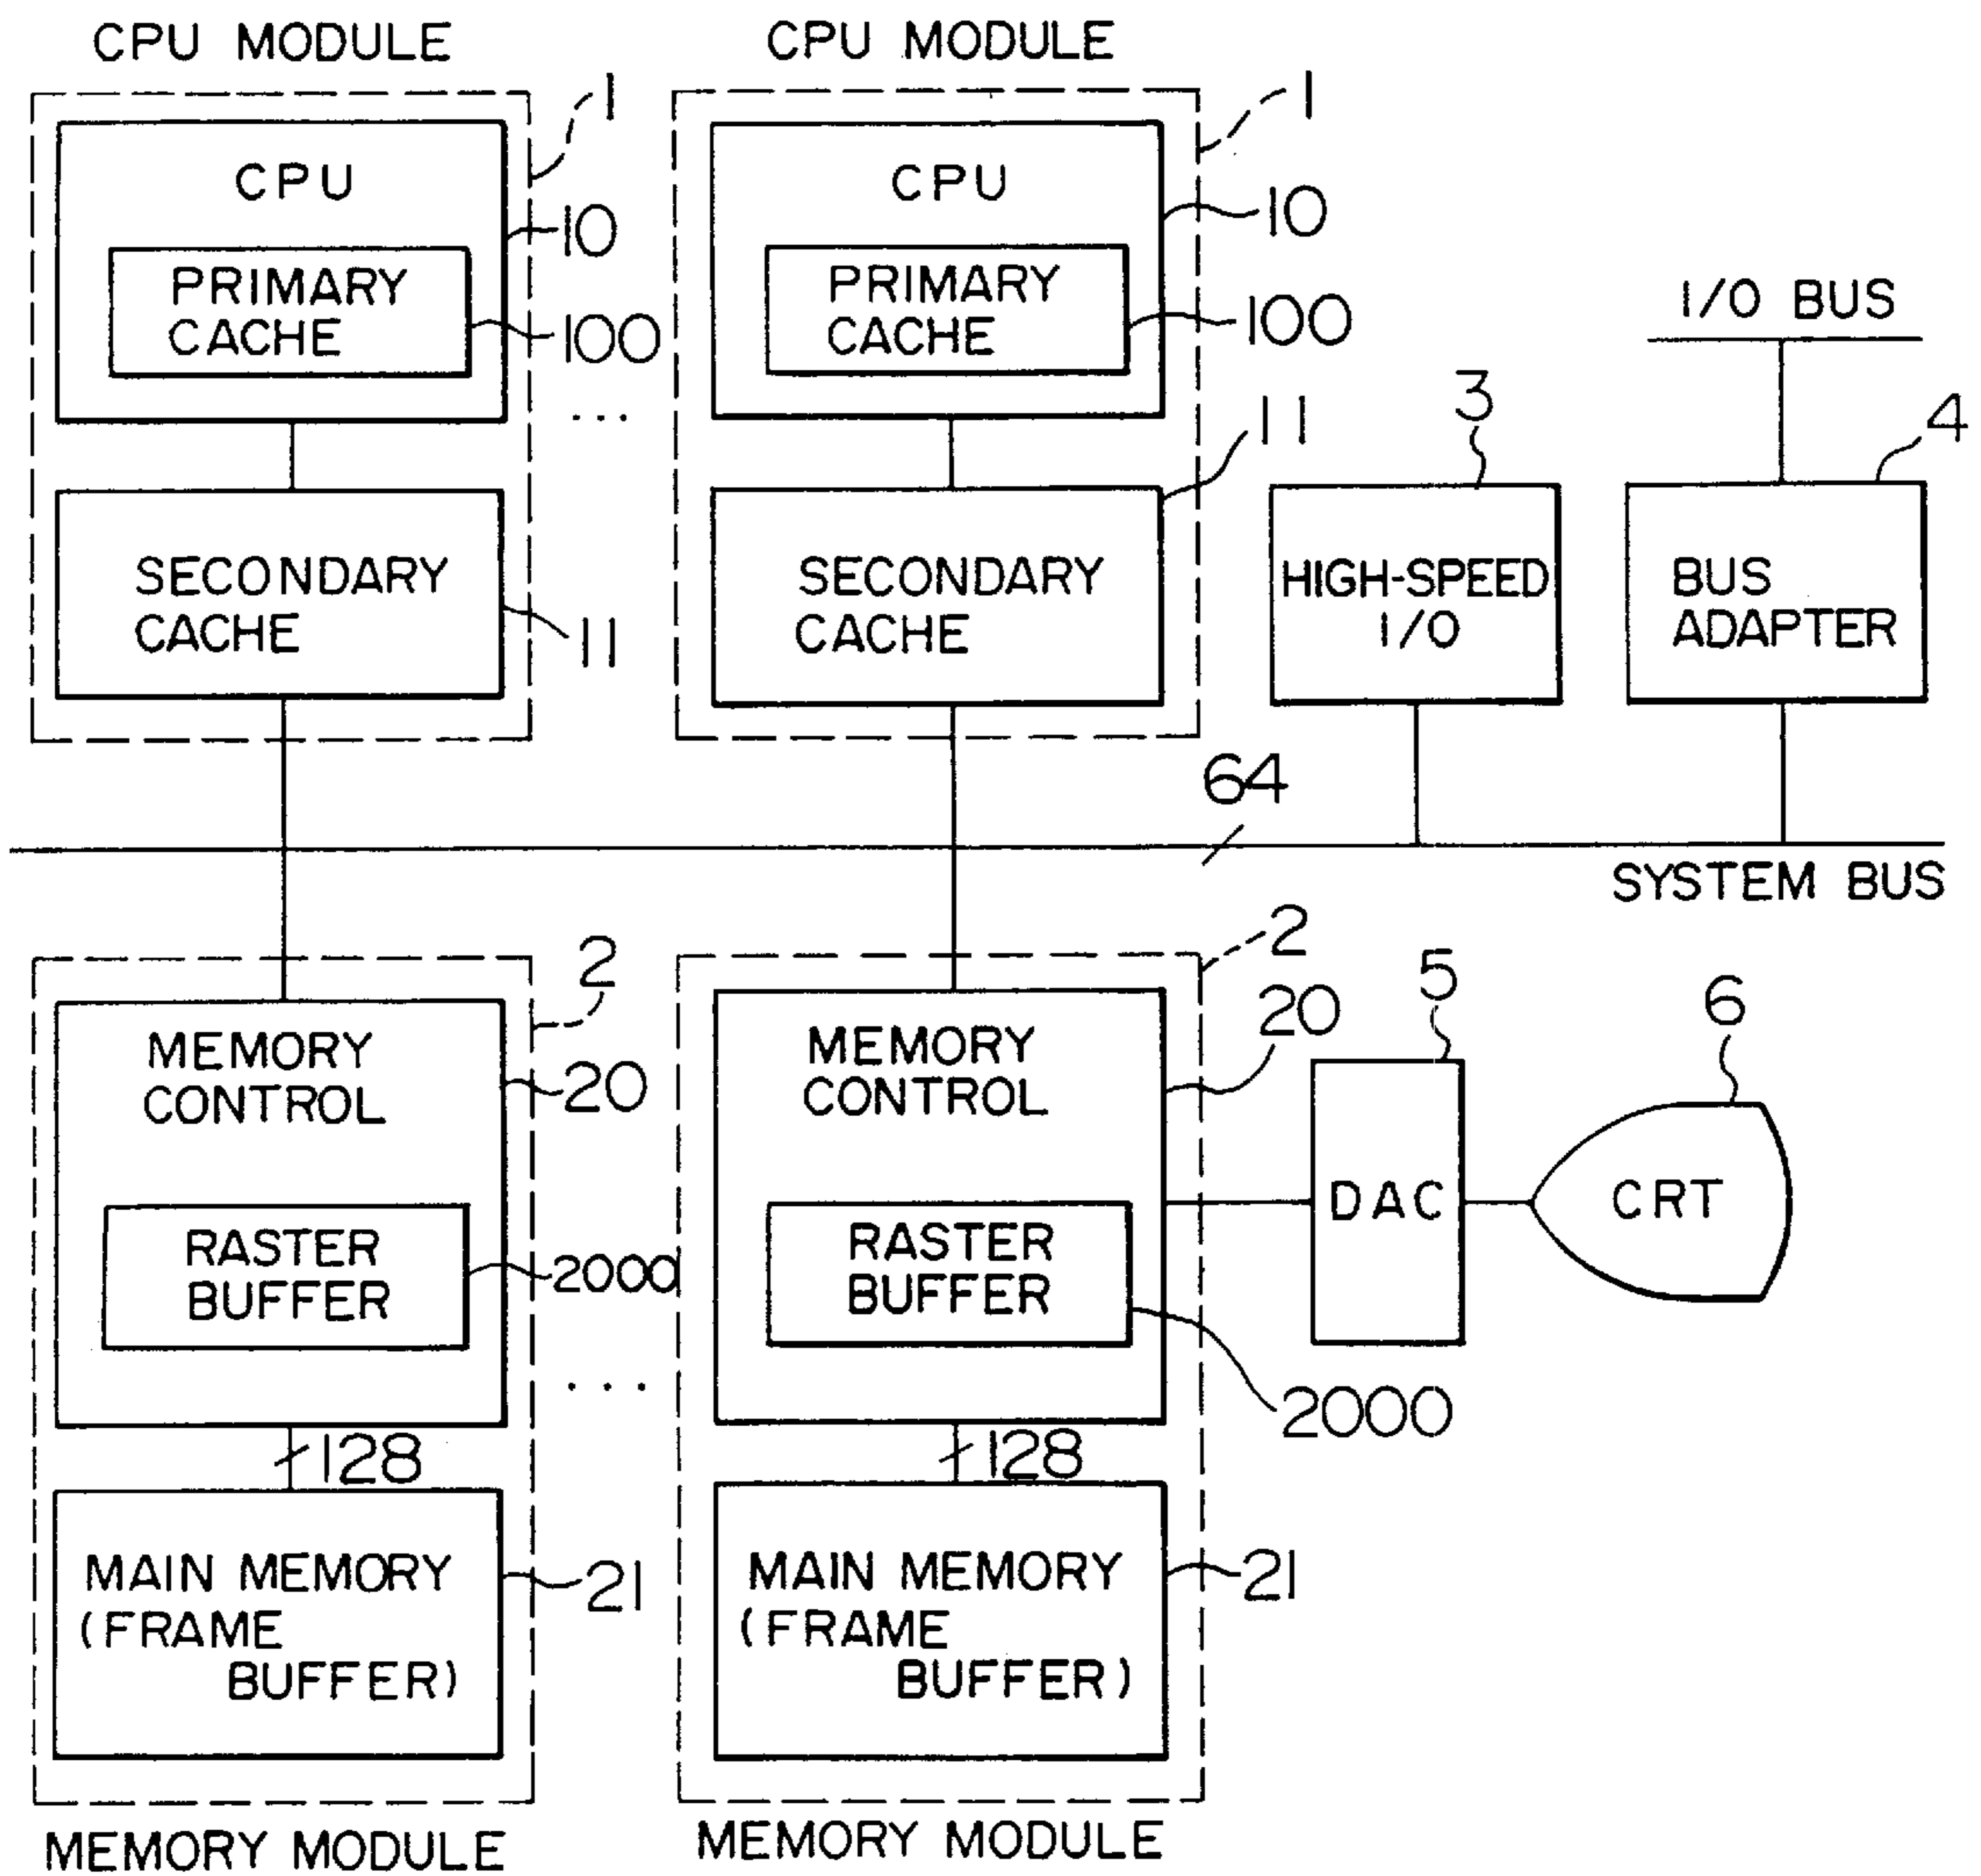 CPU MODULE
CPU MODULE
1
1
CPU
10
CPU
10
PRIMARY
CACHE
100
PRIMARY
CACHE
100
I/O BUS
...
11
3
4
SECONDARY
CACHE
11
SECONDARY
CACHE
HIGH-SPEED
I/O
BUS
ADAPTER
64
SYSTEM BUS
2
2
MEMORY
CONTROL
20
MEMORY
CONTROL
20
5
6
RASTER
BUFFER
2000
RASTER
BUFFER
2000
DAC
CRT
...
128
128
MAIN MEMORY
(FRAME
BUFFER)
21
MAIN MEMORY
(FRAME
BUFFER)
21
MEMORY MODULE
MEMORY MODULE